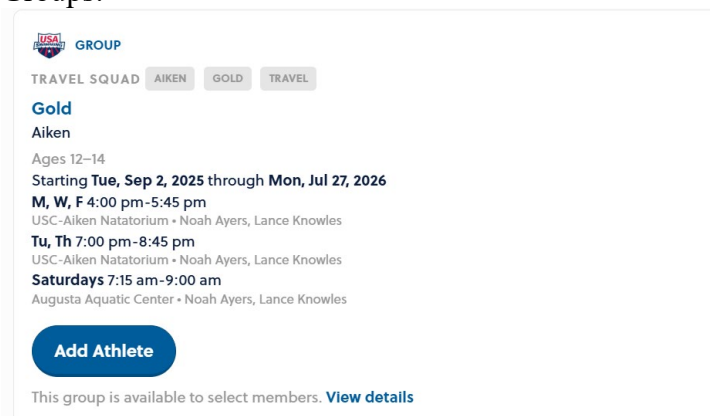 Groups:
USA
GROUP
TRAVEL SQUAD AIKEN GOLD TRAVEL
Gold
Aiken
Ages 12–14
Starting Tue, Sep 2, 2025 through Mon, Jul 27, 2026
M, W, F 4:00 pm-5:45 pm
USC-Aiken Natatorium • Noah Ayers, Lance Knowles
Tu, Th 7:00 pm-8:45 pm
USC-Aiken Natatorium • Noah Ayers, Lance Knowles
Saturdays 7:15 am-9:00 am
Augusta Aquatic Center • Noah Ayers, Lance Knowles
Add Athlete
This group is available to select members. View details